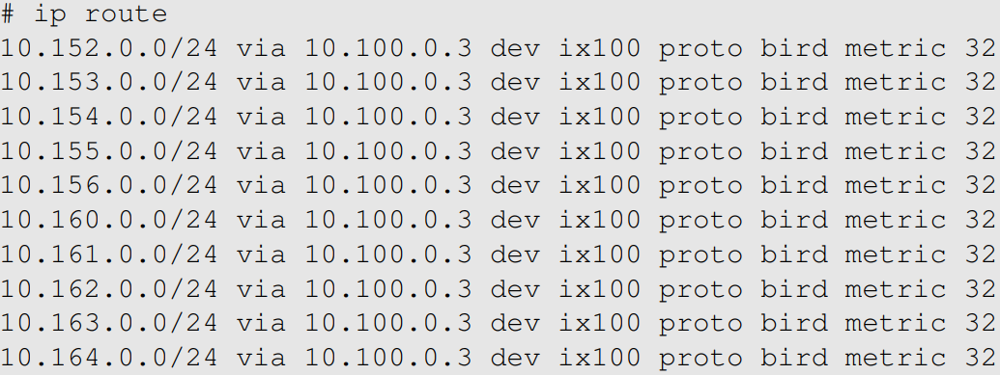 # ip route
10.152.0.0/24 via 10.100.0.3 dev ix100 proto bird metric 32
10.153.0.0/24 via 10.100.0.3 dev ix100 proto bird metric 32
10.154.0.0/24 via 10.100.0.3 dev ix100 proto bird metric 32
10.155.0.0/24 via 10.100.0.3 dev ix100 proto bird metric 32
10.156.0.0/24 via 10.100.0.3 dev ix100 proto bird metric 32
10.160.0.0/24 via 10.100.0.3 dev ix100 proto bird metric 32
10.161.0.0/24 via 10.100.0.3 dev ix100 proto bird metric 32
10.162.0.0/24 via 10.100.0.3 dev ix100 proto bird metric 32
10.163.0.0/24 via 10.100.0.3 dev ix100 proto bird metric 32
10.164.0.0/24 via 10.100.0.3 dev ix100 proto bird metric 32